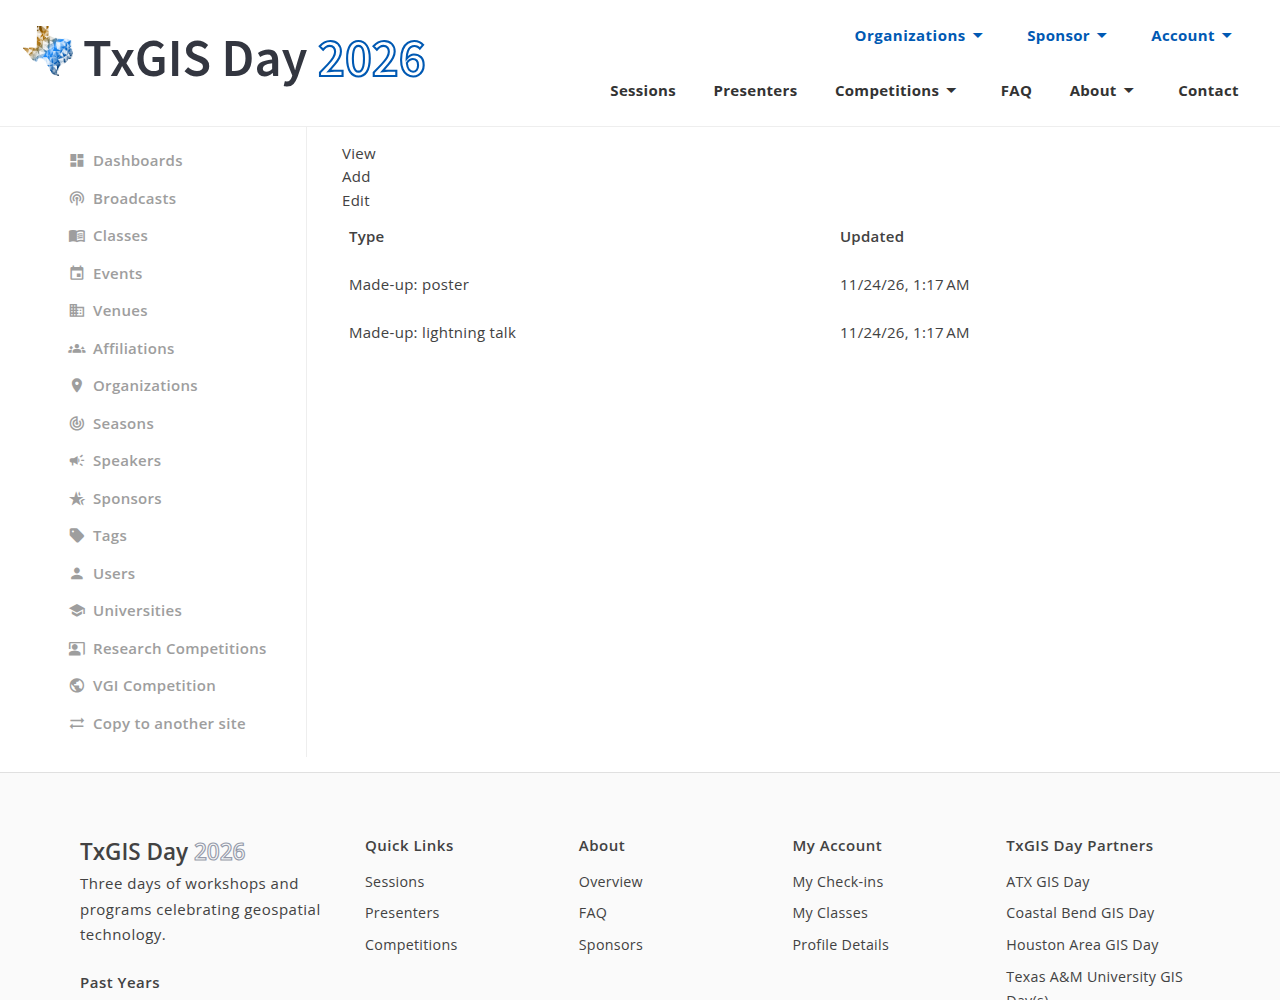 TxGIS Day 2026
Organizations
Sponsor
Account
Sessions
Presenters
Competitions
FAQ
About
Contact
Dashboards
Broadcasts
Classes
Events
Venues
Affiliations
Organizations
Seasons
Speakers
Sponsors
Tags
Users
Universities
Research Competitions
VGI Competition
Copy to another site
View
Add
Edit
Type Updated
Made-up: poster 11/24/26, 1:17 AM
Made-up: lightning talk 11/24/26, 1:17 AM
TxGIS Day 2026
Three days of workshops and
programs celebrating geospatial
technology.
Past Years
Quick Links
Sessions
Presenters
Competitions
About
Overview
FAQ
Sponsors
My Account
My Check-ins
My Classes
Profile Details
TxGIS Day Partners
ATX GIS Day
Coastal Bend GIS Day
Houston Area GIS Day
Texas A&M University GIS
Day(s)